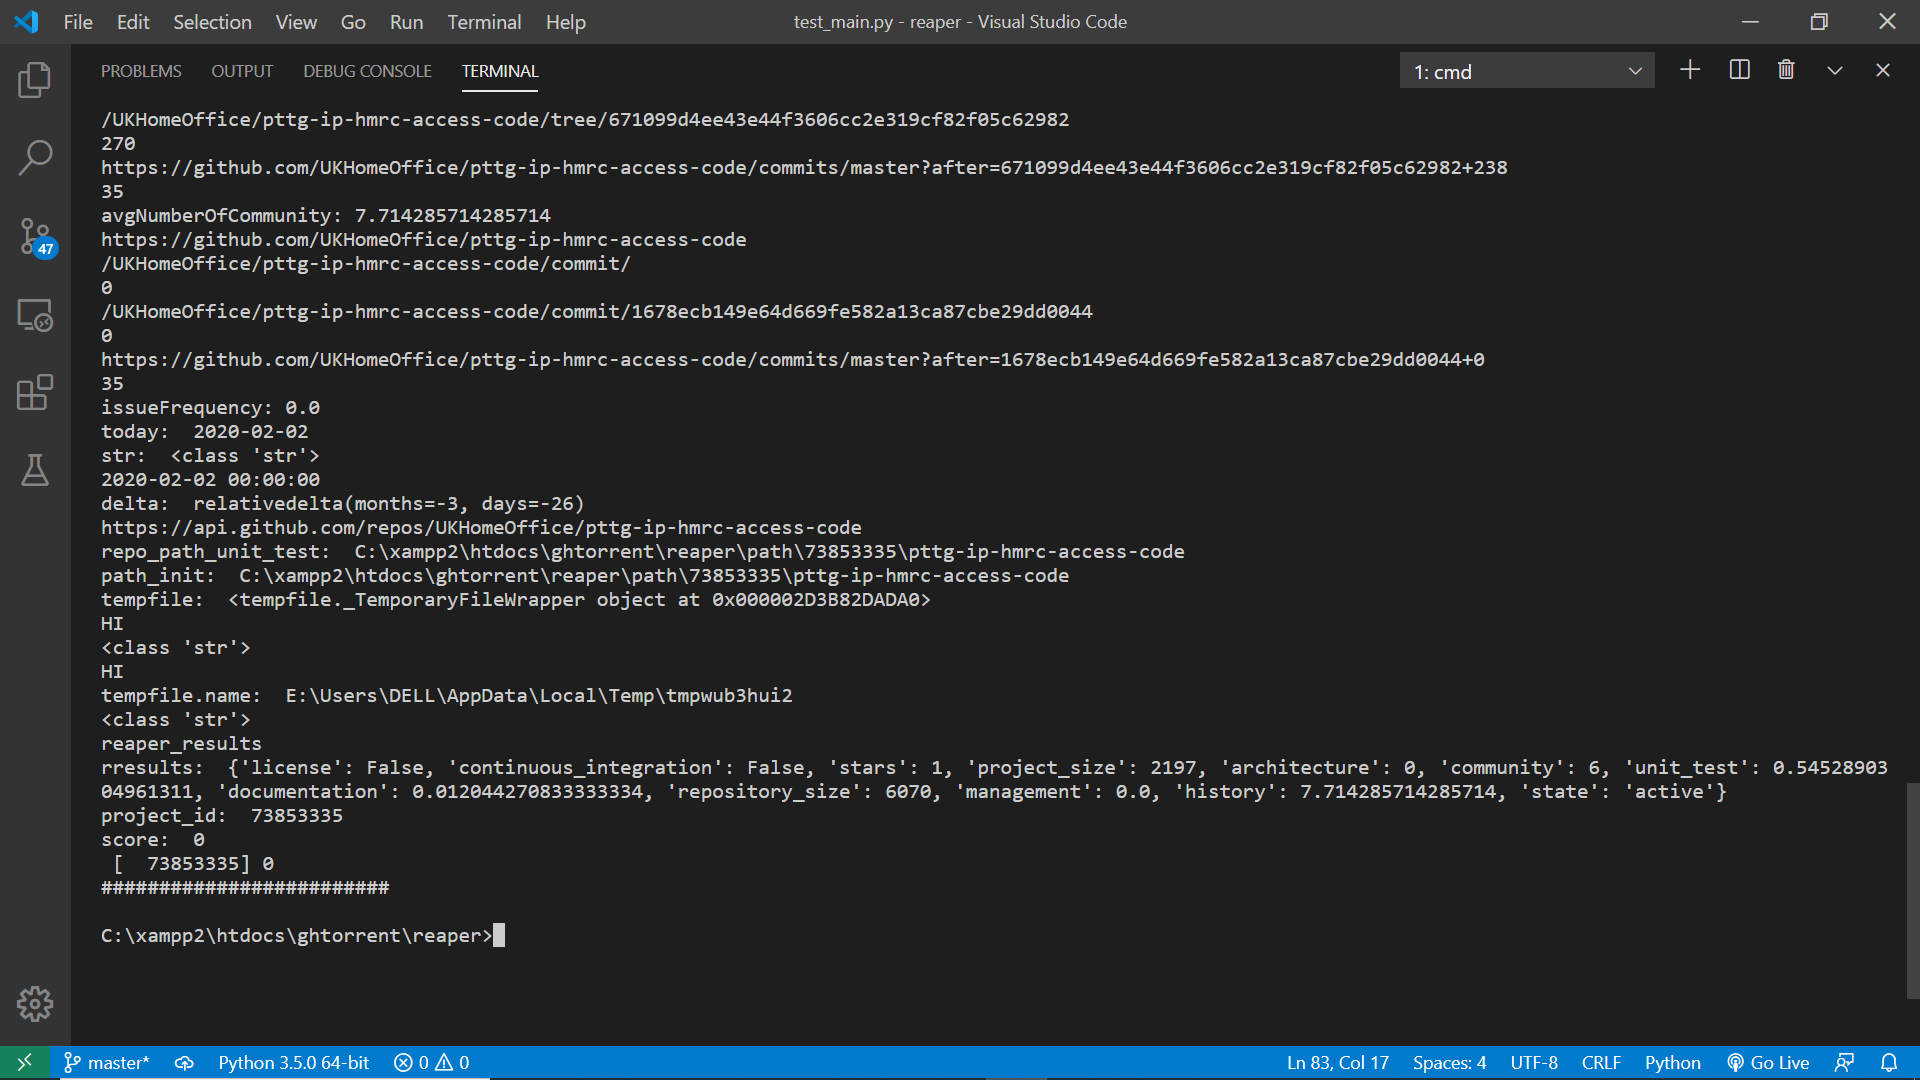 File Edit Selection View Go Run Terminal Help test_main.py - reaper - Visual Studio Code
PROBLEMS OUTPUT DEBUG CONSOLE TERMINAL 1: cmd
/UKHomeOffice/pttg-ip-hmrc-access-code/tree/671099d4ee43e44f3606cc2e319cf82f05c62982
270
https://github.com/UKHomeOffice/pttg-ip-hmrc-access-code/commits/master?after=671099d4ee43e44f3606cc2e319cf82f05c62982+238
35
avgNumberOfCommunity: 7.714285714285714
https://github.com/UKHomeOffice/pttg-ip-hmrc-access-code
/UKHomeOffice/pttg-ip-hmrc-access-code/commit/
0
/UKHomeOffice/pttg-ip-hmrc-access-code/commit/1678ecb149e64d669fe582a13ca87cbe29dd0044
0
https://github.com/UKHomeOffice/pttg-ip-hmrc-access-code/commits/master?after=1678ecb149e64d669fe582a13ca87cbe29dd0044+0
35
issueFrequency: 0.0
today:  2020-02-02
str:  <class 'str'>
2020-02-02 00:00:00
delta:  relativedelta(months=-3, days=-26)
https://api.github.com/repos/UKHomeOffice/pttg-ip-hmrc-access-code
repo_path_unit_test:  C:\xampp2\htdocs\ghtorrent\reaper\path\73853335\pttg-ip-hmrc-access-code
path_init:  C:\xampp2\htdocs\ghtorrent\reaper\path\73853335\pttg-ip-hmrc-access-code
tempfile:  <tempfile._TemporaryFileWrapper object at 0x000002D3B82DADA0>
HI
<class 'str'>
HI
tempfile.name:  E:\Users\DELL\AppData\Local\Temp\tmpwub3hui2
<class 'str'>
reaper_results
rresults:  {'license': False, 'continuous_integration': False, 'stars': 1, 'project_size': 2197, 'architecture': 0, 'community': 6, 'unit_test': 0.54528903
04961311, 'documentation': 0.012044270833333334, 'repository_size': 6070, 'management': 0.0, 'history': 7.714285714285714, 'state': 'active'}
project_id:  73853335
score:  0
[  73853335] 0
#########################
C:\xampp2\htdocs\ghtorrent\reaper>
47
master* Python 3.5.0 64-bit 0 0 Ln 83, Col 17 Spaces: 4 UTF-8 CRLF Python Go Live